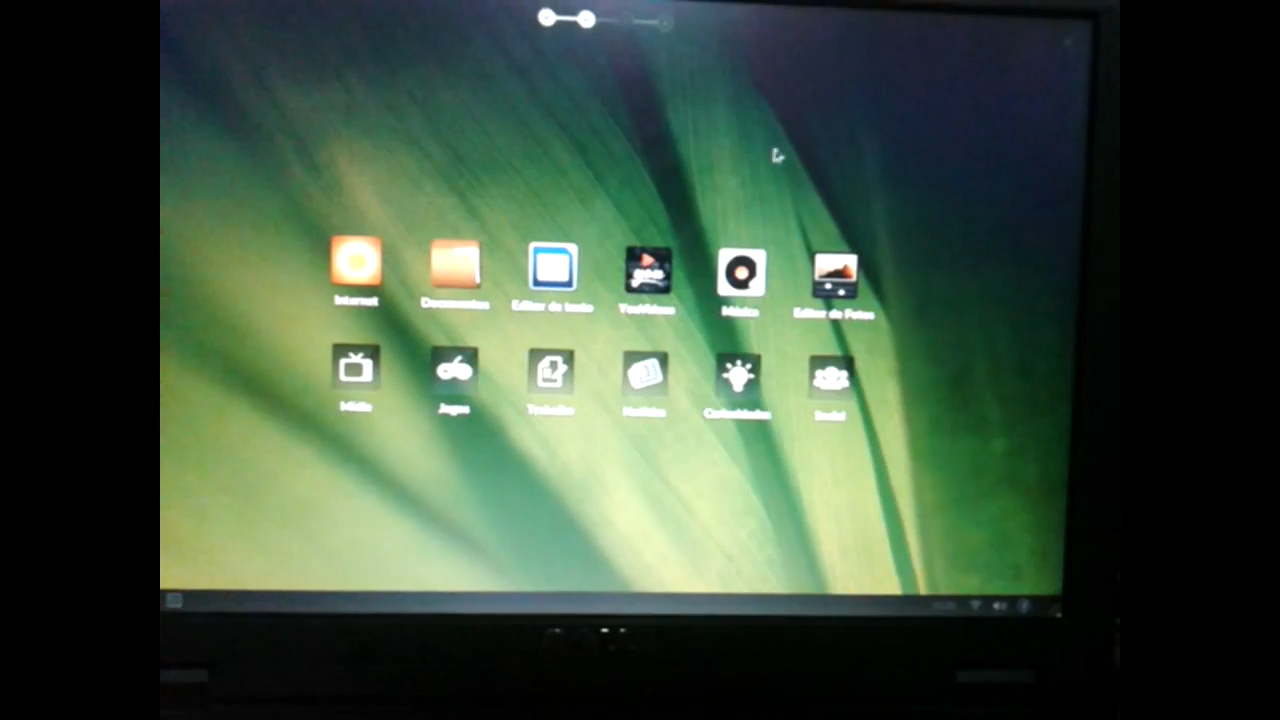 Internet
Documentos
Editor de texto
YouVideos
Música
Editor de Fotos
Mídia
Jogos
Trabalho
Notícias
Curiosidades
Social